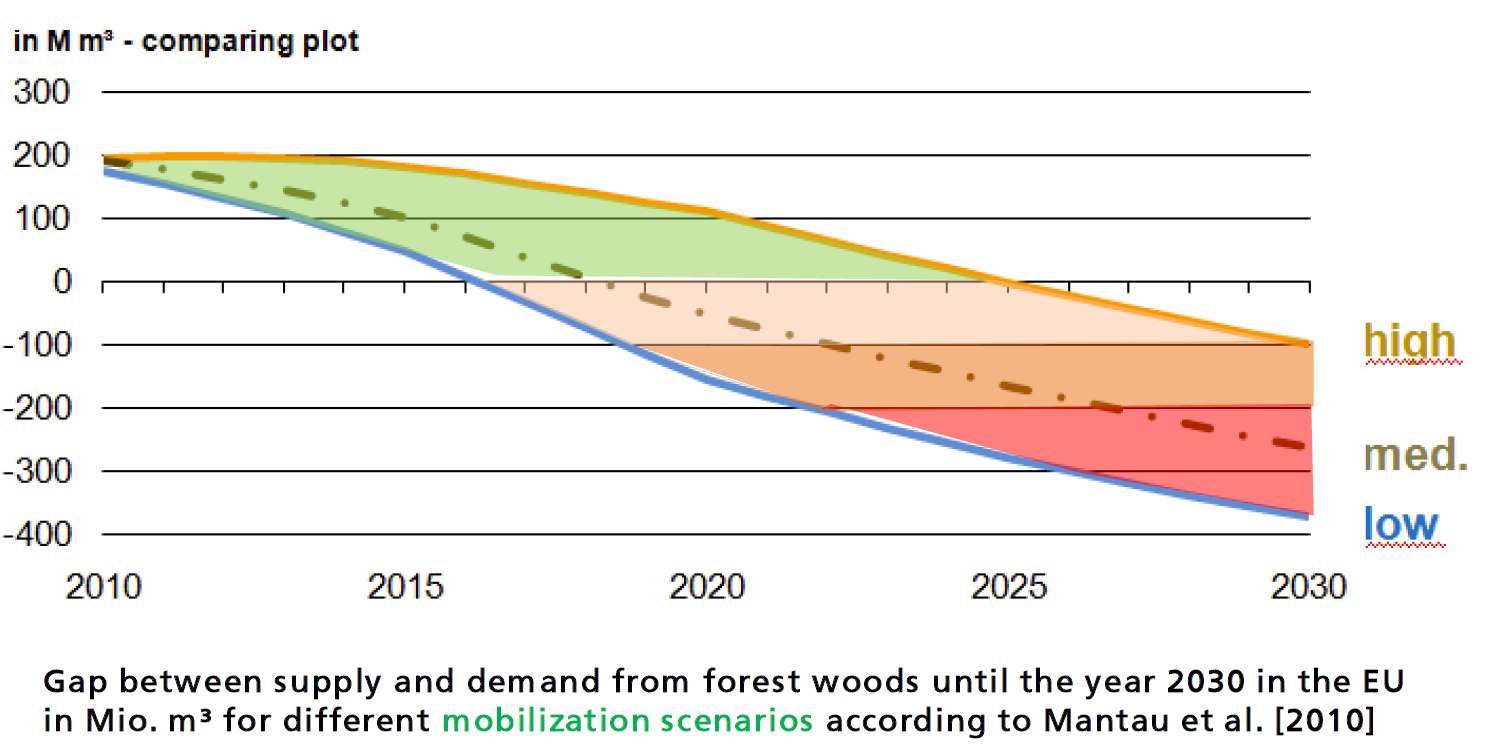 in M m³ - comparing plot
300
200
100
0
-100
-200
-300
-400
high
med.
low
2010 2015 2020 2025 2030
Gap between supply and demand from forest woods until the year 2030 in the EU
in Mio. m³ for different mobilization scenarios according to Mantau et al. [2010]